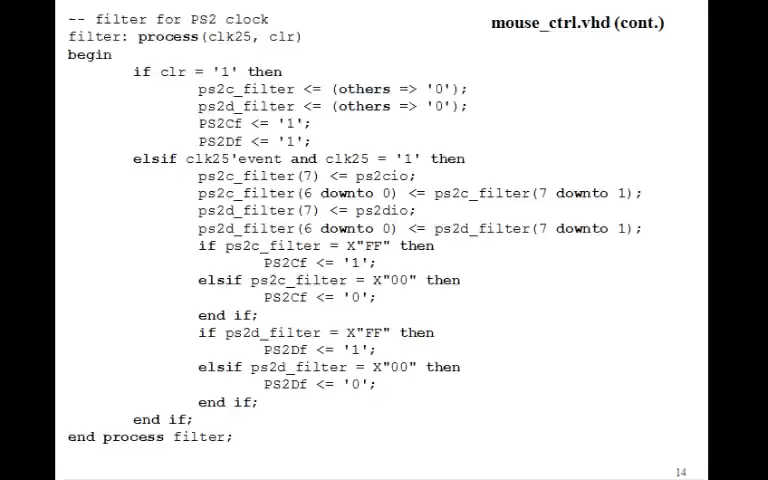 -- filter for PS2 clock
mouse_ctrl.vhd (cont.)
filter: process(clk25, clr)
begin
if clr = '1' then
ps2c_filter <= (others => '0');
ps2d_filter <= (others => '0');
PS2Cf <= '1';
PS2Df <= '1';
elsif clk25'event and clk25 = '1' then
ps2c_filter(7) <= ps2cio;
ps2c_filter(6 downto 0) <= ps2c_filter(7 downto 1);
ps2d_filter(7) <= ps2dio;
ps2d_filter(6 downto 0) <= ps2d_filter(7 downto 1);
if ps2c_filter = X"FF" then
PS2Cf <= '1';
elsif ps2c_filter = X"00" then
PS2Cf <= '0';
end if;
if ps2d_filter = X"FF" then
PS2Df <= '1';
elsif ps2d_filter = X"00" then
PS2Df <= '0';
end if;
end if;
end process filter;
14